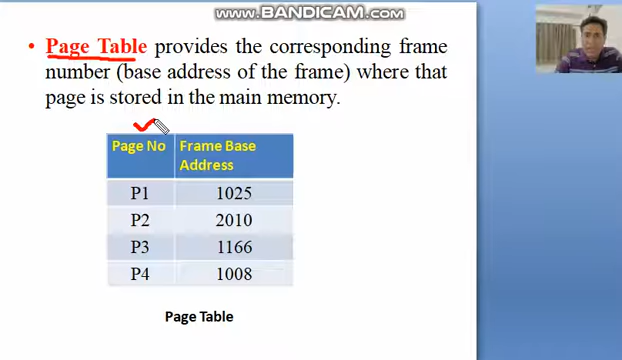 www.BANDICAM.com
• Page Table provides the corresponding frame
number (base address of the frame) where that
page is stored in the main memory.
Page No Frame Base
Address
P1 1025
P2 2010
P3 1166
P4 1008
Page Table